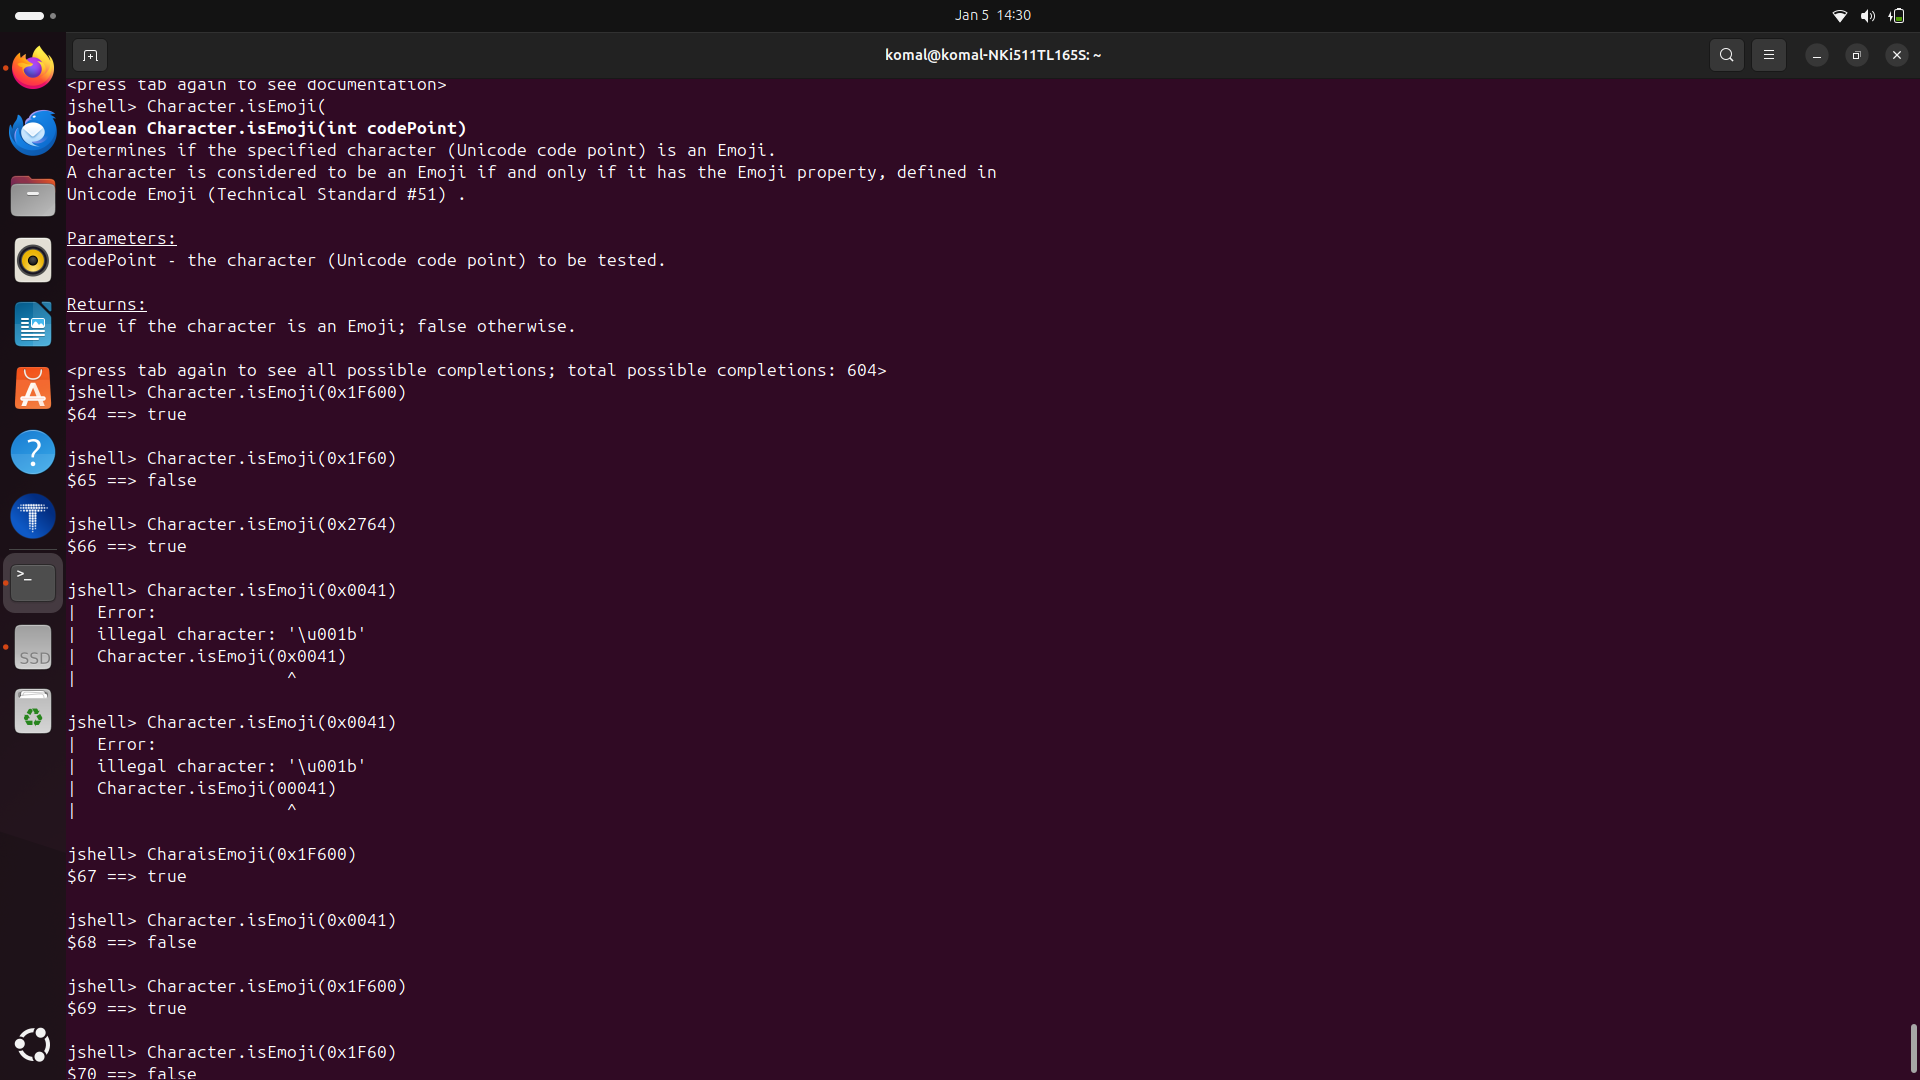 Jan 5 14:30
komal@komal-NKi511TL165S: ~
<press tab again to see documentation>
jshell> Character.isEmoji(
boolean Character.isEmoji(int codePoint)
Determines if the specified character (Unicode code point) is an Emoji.
A character is considered to be an Emoji if and only if it has the Emoji property, defined in
Unicode Emoji (Technical Standard #51) .
Parameters:
codePoint - the character (Unicode code point) to be tested.
Returns:
true if the character is an Emoji; false otherwise.
<press tab again to see all possible completions; total possible completions: 604>
jshell> Character.isEmoji(0x1F600)
$64 ==> true
jshell> Character.isEmoji(0x1F60)
$65 ==> false
jshell> Character.isEmoji(0x2764)
$66 ==> true
jshell> Character.isEmoji(0x0041)
|  Error:
|  illegal character: '\u001b'
|  Character.isEmoji(0x0041)
|                     ^
jshell> Character.isEmoji(0x0041)
|  Error:
|  illegal character: '\u001b'
|  Character.isEmoji(00041)
|                     ^
jshell> CharaisEmoji(0x1F600)
$67 ==> true
jshell> Character.isEmoji(0x0041)
$68 ==> false
jshell> Character.isEmoji(0x1F600)
$69 ==> true
jshell> Character.isEmoji(0x1F60)
$70 ==> false
SSD